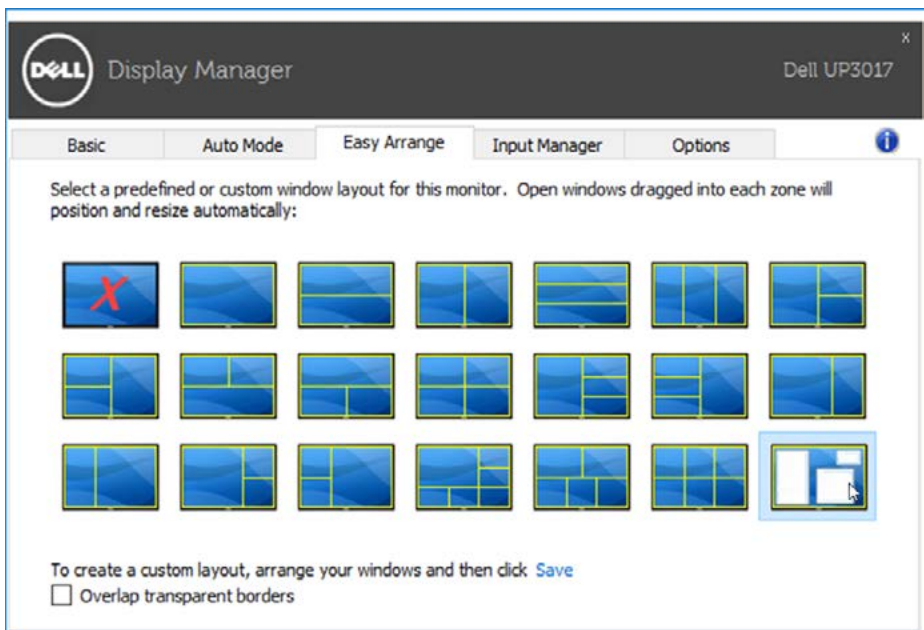 x
DELL Display Manager Dell UP3017
Basic Auto Mode Easy Arrange Input Manager Options i
Select a predefined or custom window layout for this monitor. Open windows dragged into each zone will
position and resize automatically:
X
To create a custom layout, arrange your windows and then click Save
Overlap transparent borders